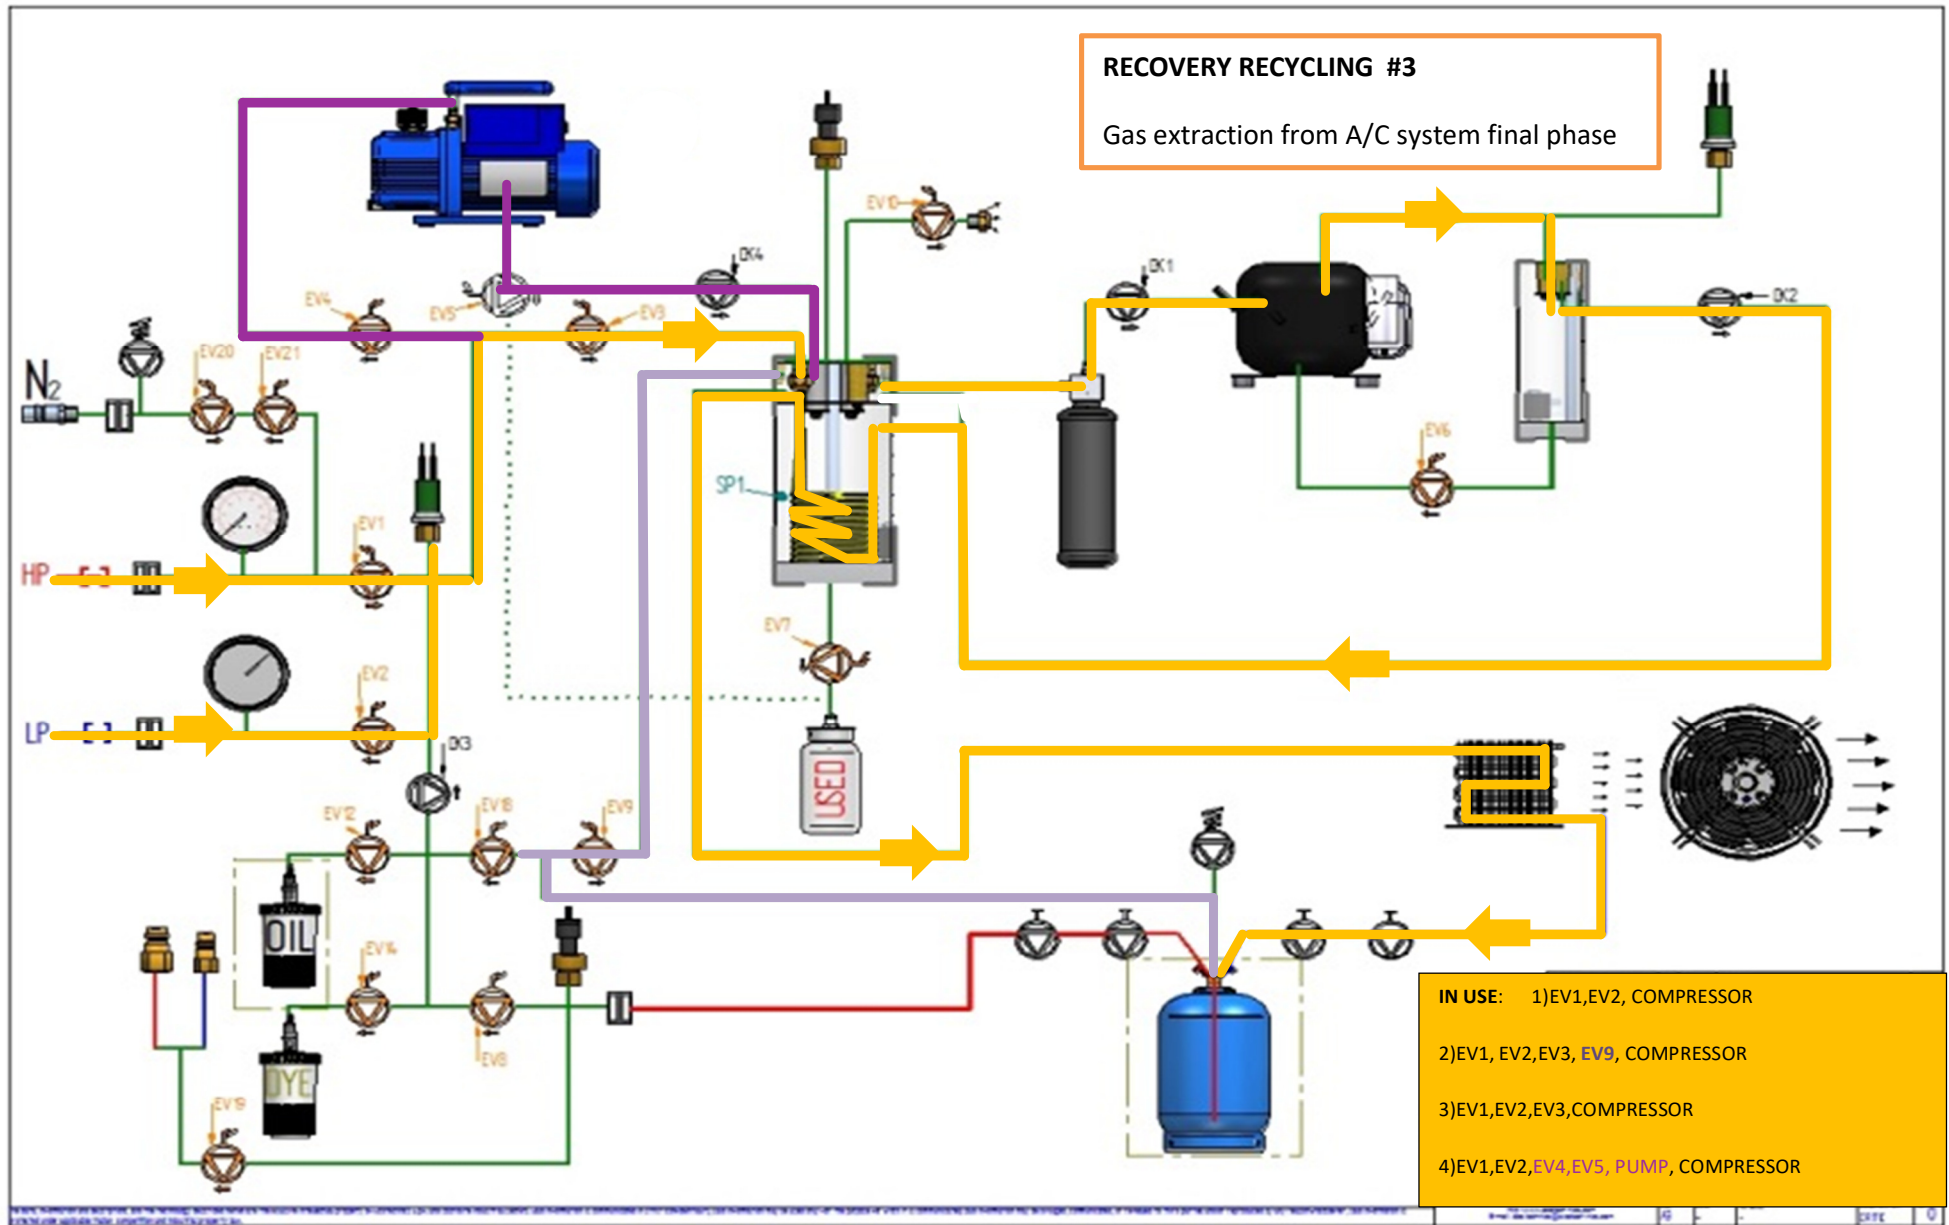 RECOVERY RECYCLING #3
Gas extraction from A/C system final phase
EV10
CK4
CK1
EV4
EV5
EV3
CK2
EV20
EV21
N2
EV6
SP1
EV1
HP
EV7
EV2
LP
CK3
USED
EV12
EV18
EV9
OIL
EV14
EV8
DYE
EV19
IN USE: 1)EV1,EV2, COMPRESSOR
2)EV1, EV2,EV3, EV9, COMPRESSOR
3)EV1,EV2,EV3,COMPRESSOR
4)EV1,EV2,EV4,EV5, PUMP, COMPRESSOR